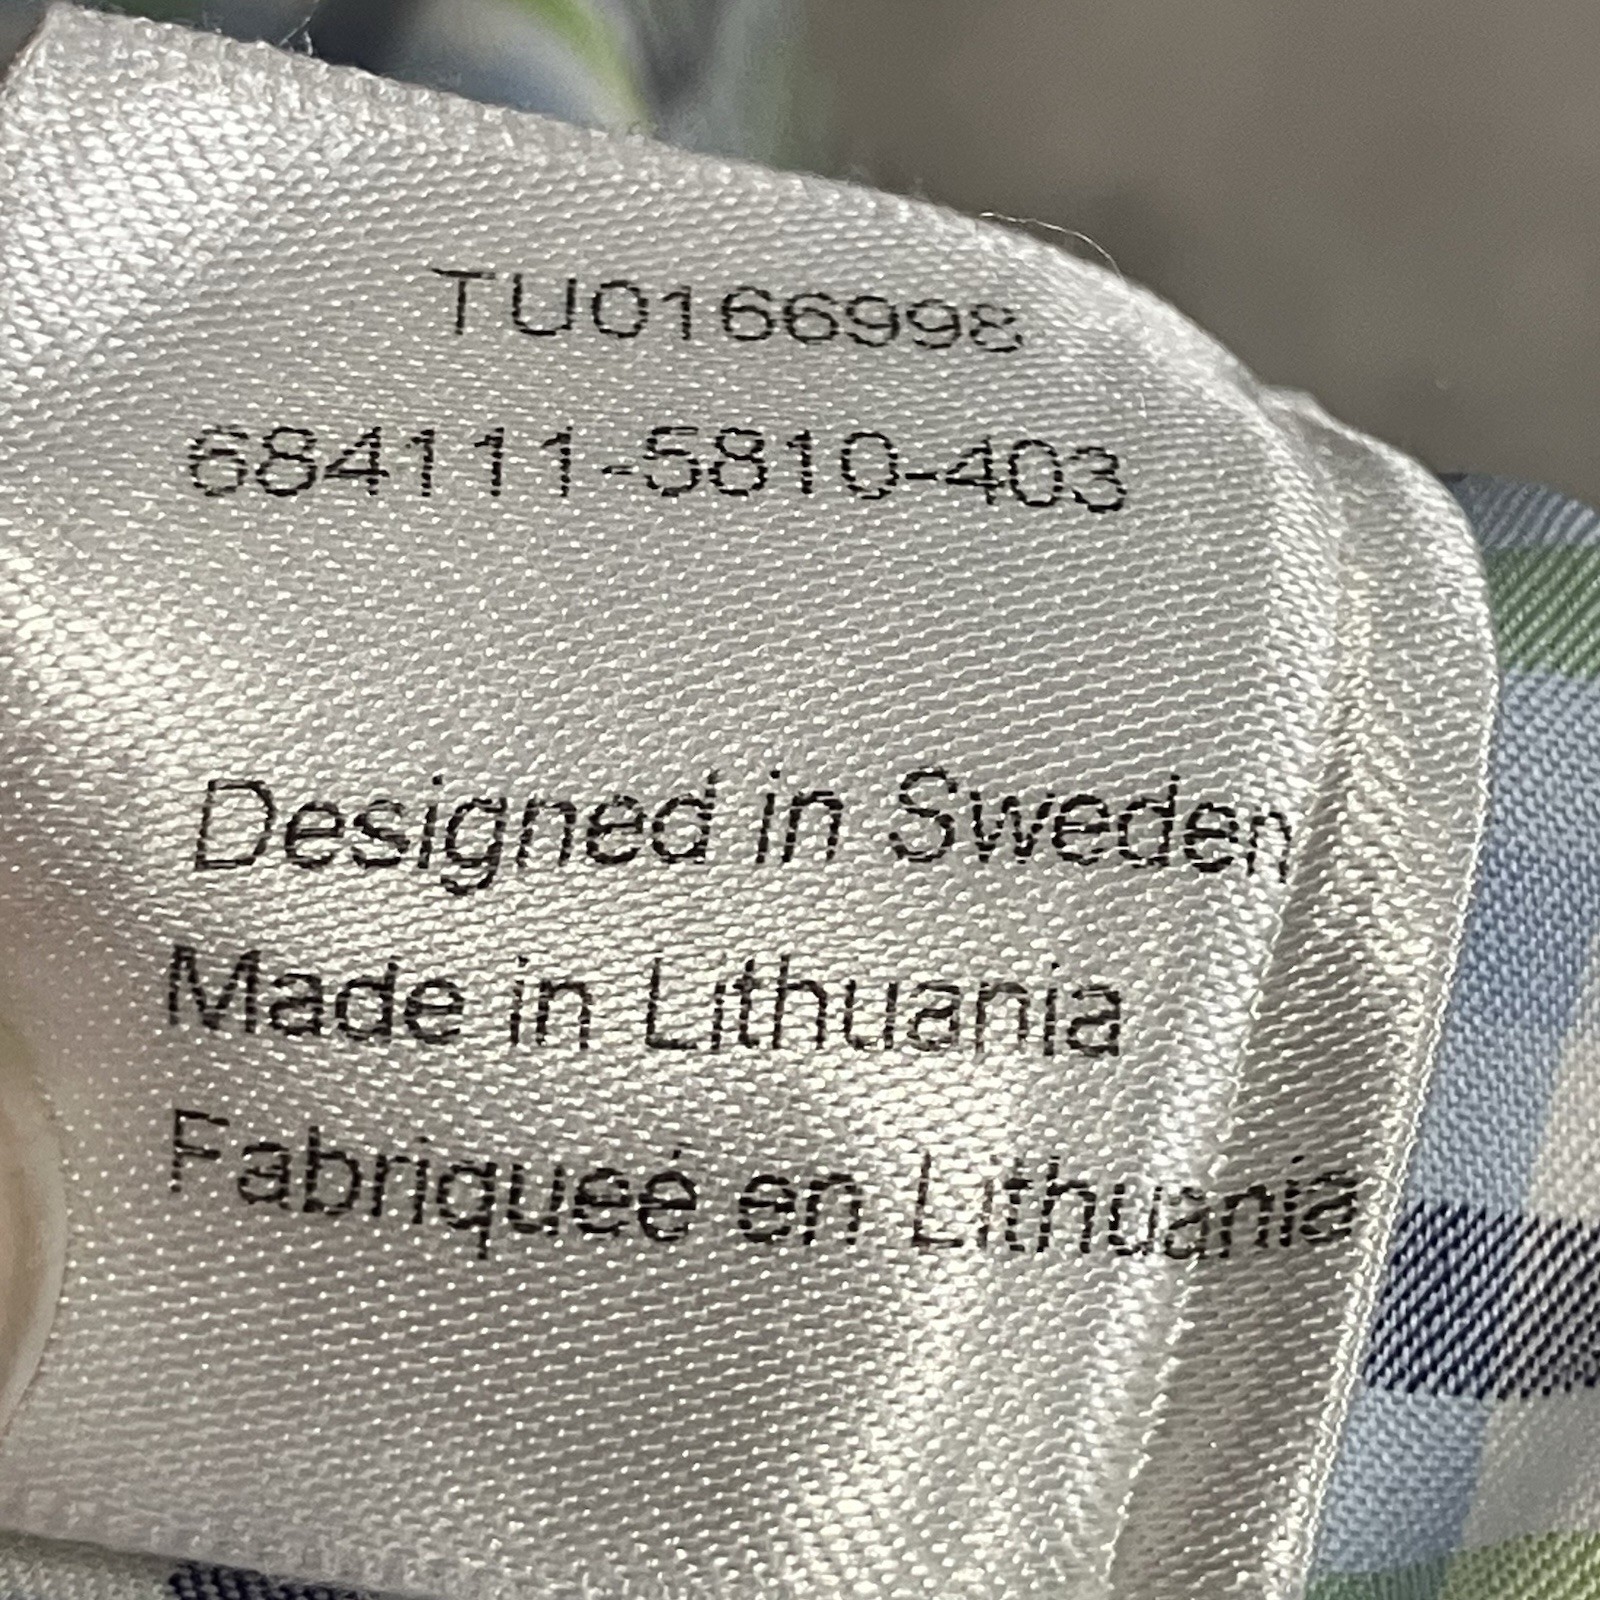 TU0166998
684111-5810-403
Designed in Sweden
Made in Lithuania
Fabriqueé en Lithuania